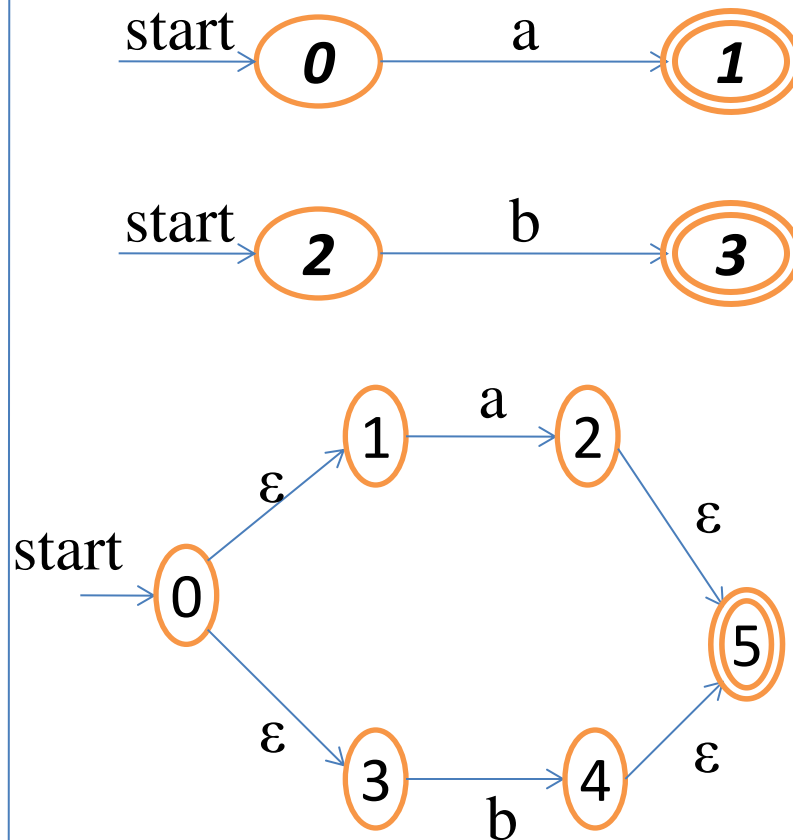 start 0 a 1
start 2 b 3
1 a 2
ε ε
start 0 5
ε ε
3 b 4